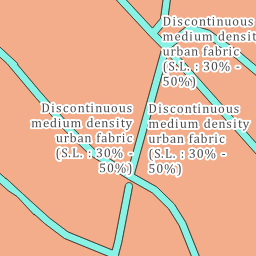 Discontinuous
medium densit
urban fabric
(S.L. : 30% -
50%)
Discontinuous
medium density
urban fabric
(S.L. : 30% -
50%)
Discontinuous
medium density
urban fabric
(S.L. : 30% -
50%)